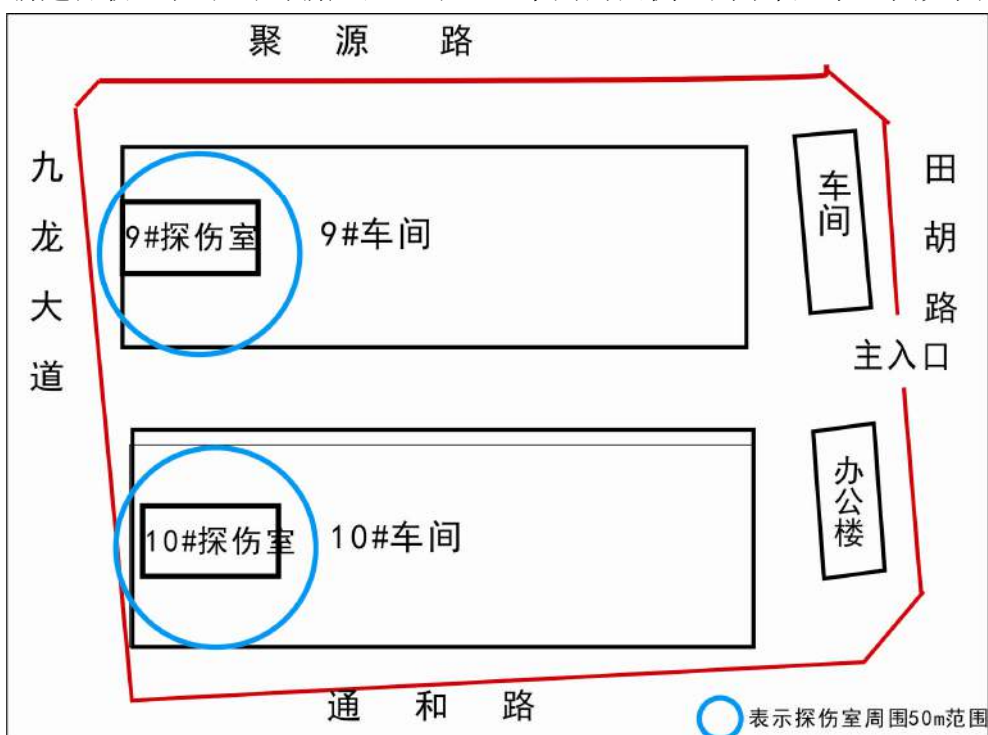 聚源路
九龙大道
9#探伤室
9#车间
车间
田胡路
主入口
10#探伤室
10#车间
办公楼
通和路
表示探伤室周围50m范围